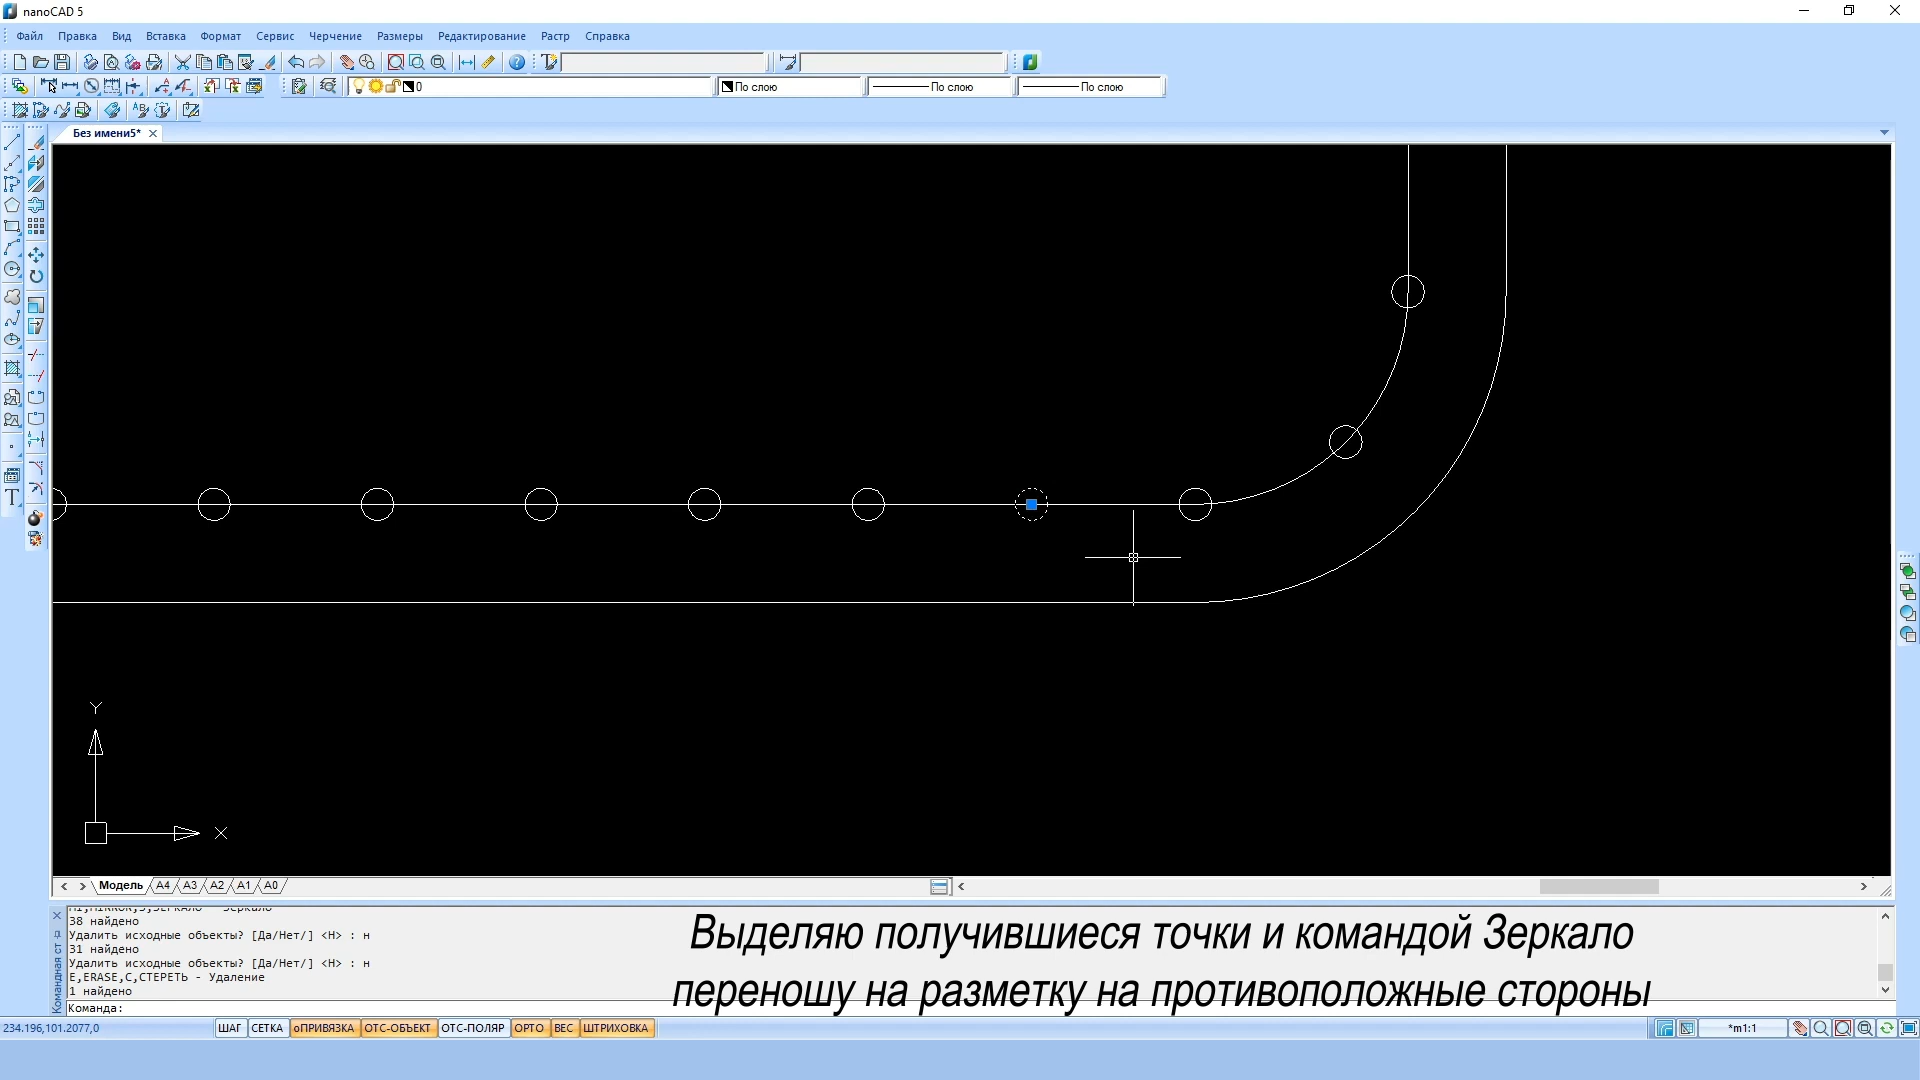 nanoCAD 5
Файл Правка Вид Вставка Формат Сервис Черчение Размеры Редактирование Растр Справка
0 По слою По слою По слою
Без имени5*
Y
X
Модель A4 A3 A2 A1 A0
38 найдено
Удалить исходные объекты? [Да/Нет/] <Н> : н
31 найдено
Удалить исходные объекты? [Да/Нет/] <Н> : н
E,ERASE,С,СТЕРЕТЬ - Удаление
1 найдено
Команда:
Выделяю получившиеся точки и командой Зеркало
переношу на разметку на противоположные стороны
234.196,101.2077,0 ШАГ СЕТКА оПРИВЯЗКА ОТС-ОБЪЕКТ ОТС-ПОЛЯР ОРТО ВЕС ШТРИХОВКА *m1:1